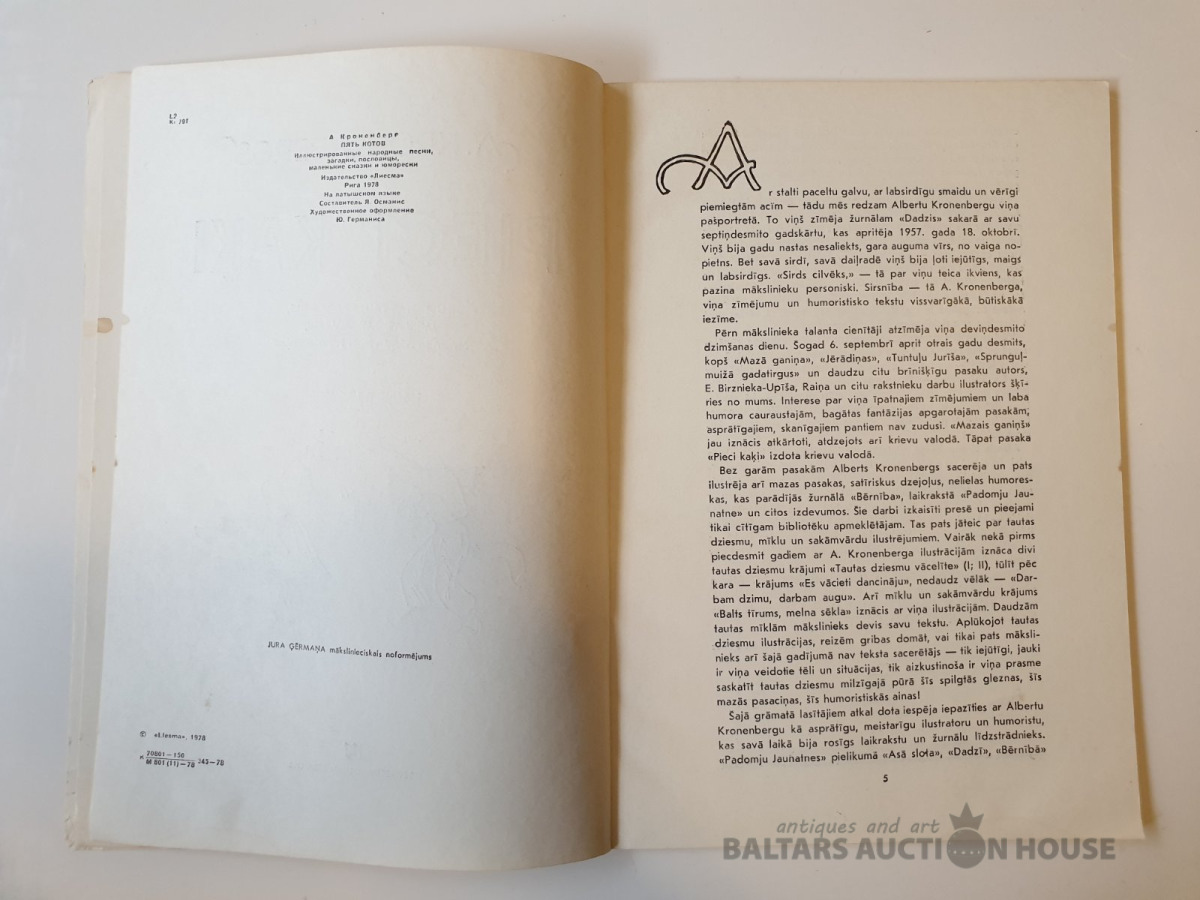 Л2
Kr 791
А Кроненберг
ПЯТЬ КОТОВ
Иллюстрированные народные песни,
загадки, пословицы,
маленькие сказки и юморески
Издательство «Лиесма»
Рига 1978
На латышском языке
Составитель Я. Османис
Художественное оформление
Ю. Германиса
JURA ĢĒRMAŅA mākslinieciskais noformējums
© «Liesma», 1978
K 70801—156
M 801 (11)—78 245—78
A
r stalti paceltu galvu, ar labsirdīgu smaidu un vērīgi
piemiegtām acīm — tādu mēs redzam Albertu Kronenbergu viņa
pašportretā. To viņš zīmēja žurnālam «Dadzis» sakarā ar savu
septiņdesmito gadskārtu, kas apritēja 1957. gada 18. oktobrī.
Viņš bija gadu nastas nesaliekts, gara auguma vīrs, no vaiga no-
pietns. Bet savā sirdī, savā daiļradē viņš bija ļoti iejūtīgs, maigs
un labsirdīgs. «Sirds cilvēks,» — tā par viņu teica ikviens, kas
pazina mākslinieku personiski. Sirsnība — tā A. Kronenberga,
viņa zīmējumu un humoristisko tekstu vissvarīgākā, būtiskākā
iezīme.
Pērn mākslinieka talanta cienītāji atzīmēja viņa deviņdesmito
dzimšanas dienu. Šogad 6. septembrī aprit otrais gadu desmits,
kopš «Mazā ganiņa», «Jērādiņas», «Tuntuļu Jurīša», «Sprunguļ-
muižā gadatirgus» un daudzu citu brīnišķīgu pasaku autors,
E. Birznieka-Upīša, Raiņa un citu rakstnieku darbu ilustrators šķī-
ries no mums. Interese par viņa īpatnajiem zīmējumiem un laba
humora caurausta­jām, bagātas fantāzijas apgarotajām pasakām,
asprātīgajiem, skanīgajiem pantiem nav zudusi. «Mazais ganiņš»
jau iznācis atkārtoti, atdzejots arī krievu valodā. Tāpat pasaka
«Pieci kaķi» izdota krievu valodā.
Bez garām pasakām Alberts Kronenbergs sacerēja un pats
ilustrēja arī mazas pasakas, satīriskus dzejoļus, nelielas humores-
kas, kas parādījās žurnālā «Bērnība», laikrakstā «Padomju Jau-
natne» un citos izdevumos. Šie darbi izkaisīti presē un pieejami
tikai cītīgam bibliotēku apmeklētājam. Tas pats jāteic par tautas
dziesmu, mīklu un sakāmvārdu ilustrējumiem. Vairāk nekā pirms
piecdesmit gadiem ar A. Kronenberga ilustrācijām iznāca divi
tautas dziesmu krājumi «Tautas dziesmu vācelīte» (I; II), tūlīt pēc
kara — krājums «Es vācieti dancināju», nedaudz vēlāk — «Dar-
bam dzimu, darbam augu». Arī mīklu un sakāmvārdu krājums
«Balts tīrums, melna sēkla» iznācis ar viņa ilustrācijām. Daudzām
tautas mīklām mākslinieks devis savu tekstu. Aplūkojot tautas
dziesmu ilustrācijas, reizēm gribas domāt, vai tikai pats māksli-
nieks arī šajā gadījumā nav teksta sacerētājs — tik iejūtīgi, jauki
ir viņa veidotie tēli un situācijas, tik aizkustinoša ir viņa prasme
saskatīt tautas dziesmu milzīgajā pūrā šīs spilgtās gleznas, šīs
mazās pasaciņas, šīs humoristiskās ainas!
Šajā grāmatā lasītājiem atkal dota iespēja iepazīties ar Albertu
Kronenbergu kā asprātīgu, meistarīgu ilustratoru un humoristu,
kas savā laikā bija rosīgs laikrakstu un žurnālu līdzstrādnieks.
«Padomju Jaunatnes» pielikumā «Asā slota», «Dadzī», «Bērnībā»
5
antiques and art
BALTARS AUCTION HOUSE